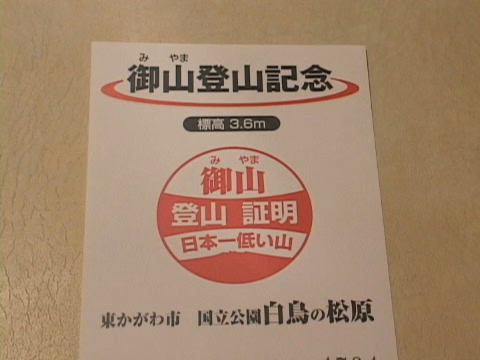 み やま
御山登山記念
標高 3.6m
み やま
御山
登山 証明
日本一低い山
東かがわ市 国立公園白鳥の松原